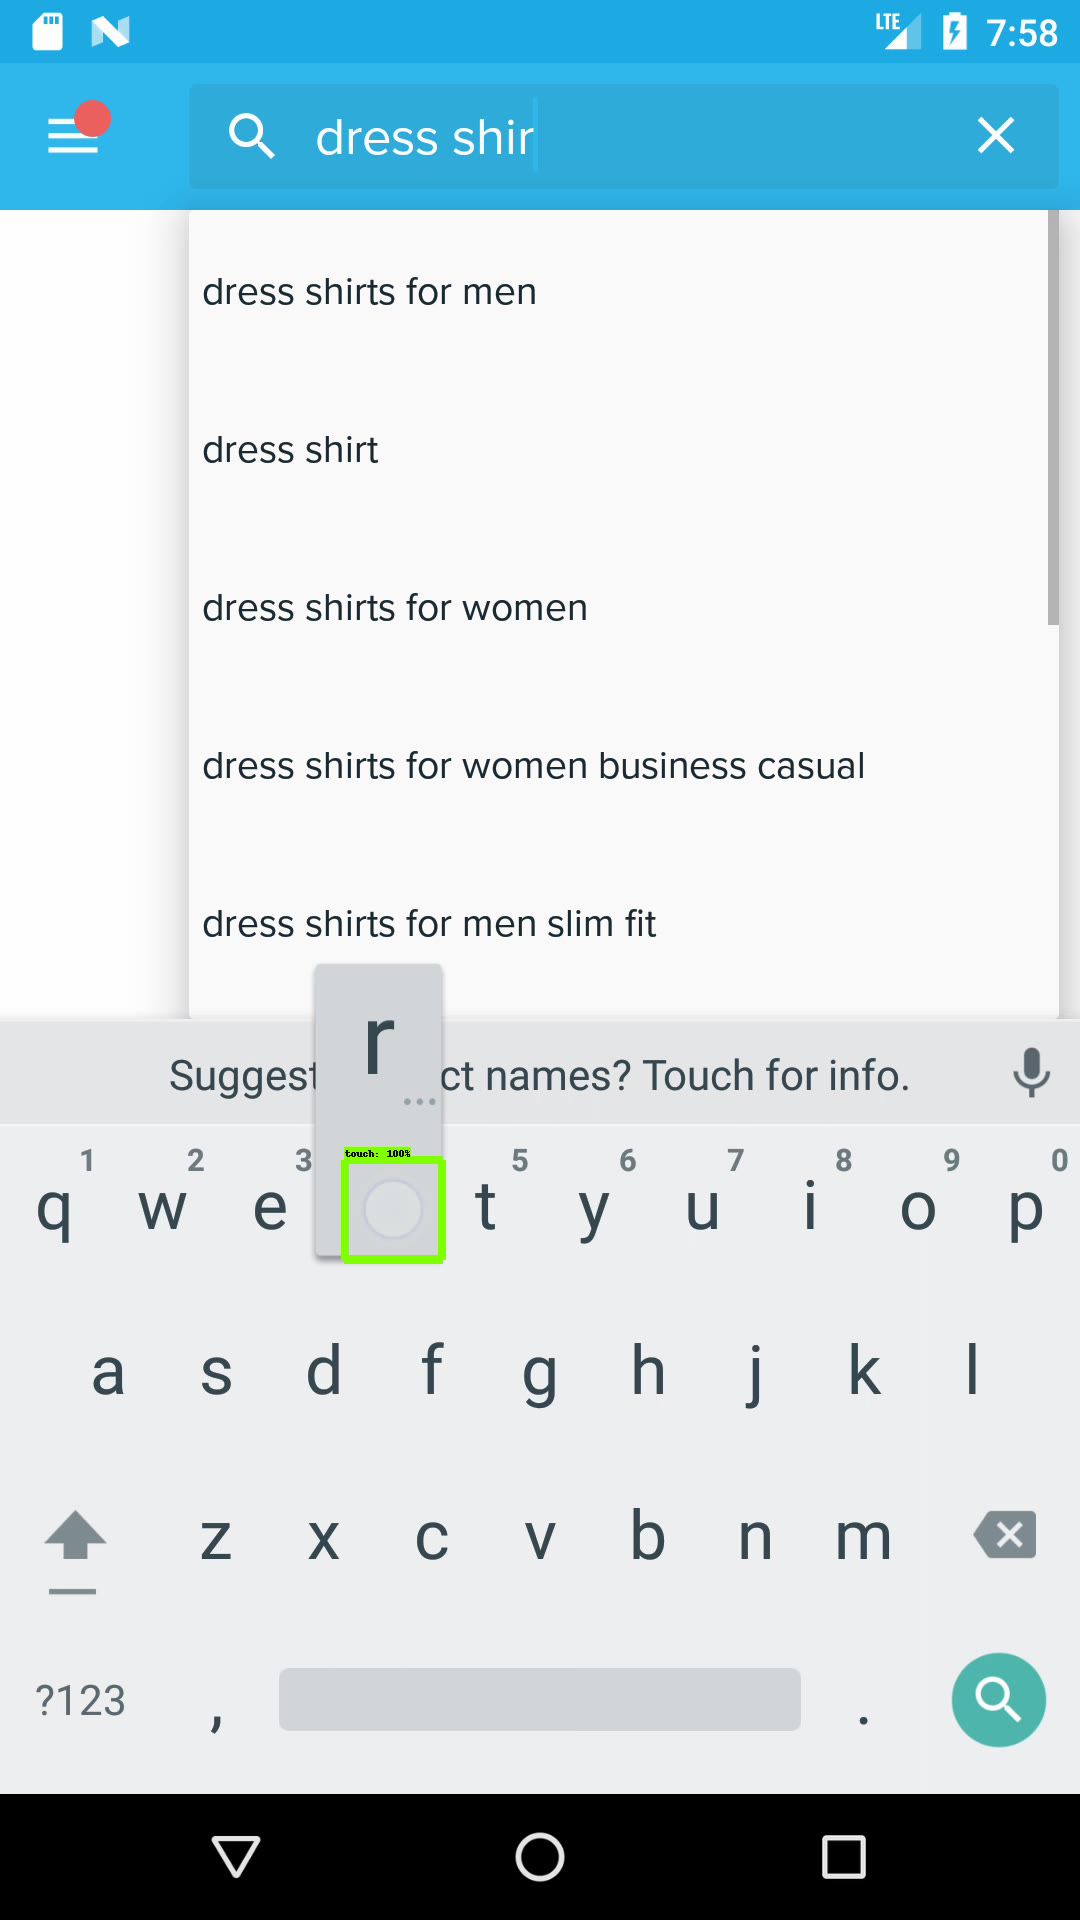 LTE 7:58
dress shir
dress shirts for men
dress shirt
dress shirts for women
dress shirts for women business casual
dress shirts for men slim fit
r
...
Suggest ct names? Touch for info.
touch: 100%
1 2 3 5 6 7 8 9 0
q w e t y u i o p
a s d f g h j k l
z x c v b n m
?123 , .